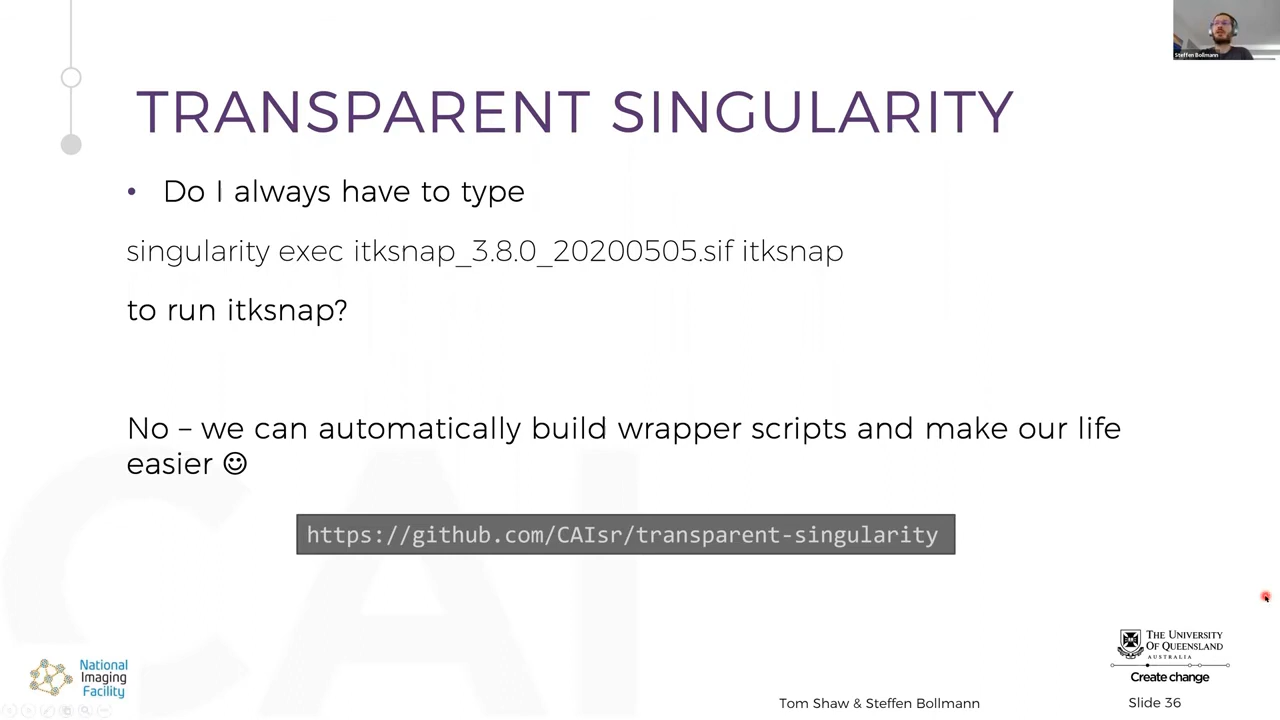 Steffen Bollmann
TRANSPARENT SINGULARITY
• Do I always have to type
singularity exec itksnap_3.8.0_20200505.sif itksnap
to run itksnap?
No – we can automatically build wrapper scripts and make our life
easier ☺
https://github.com/CAIsr/transparent-singularity
CAI
National
Imaging
Facility
THE UNIVERSITY
OF QUEENSLAND
AUSTRALIA
Create change
Tom Shaw & Steffen Bollmann
Slide 36